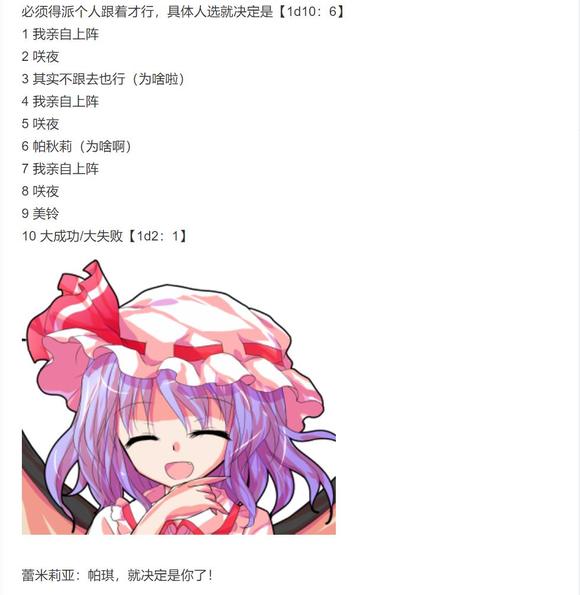 必须得派个人跟着才行，具体人选就决定是【1d10：6】
1 我亲自上阵
2 咲夜
3 其实不跟去也行（为啥啦）
4 我亲自上阵
5 咲夜
6 帕秋莉（为啥啊）
7 我亲自上阵
8 咲夜
9 美铃
10 大成功/大失败【1d2：1】
蕾米莉亚：帕琪，就决定是你了！